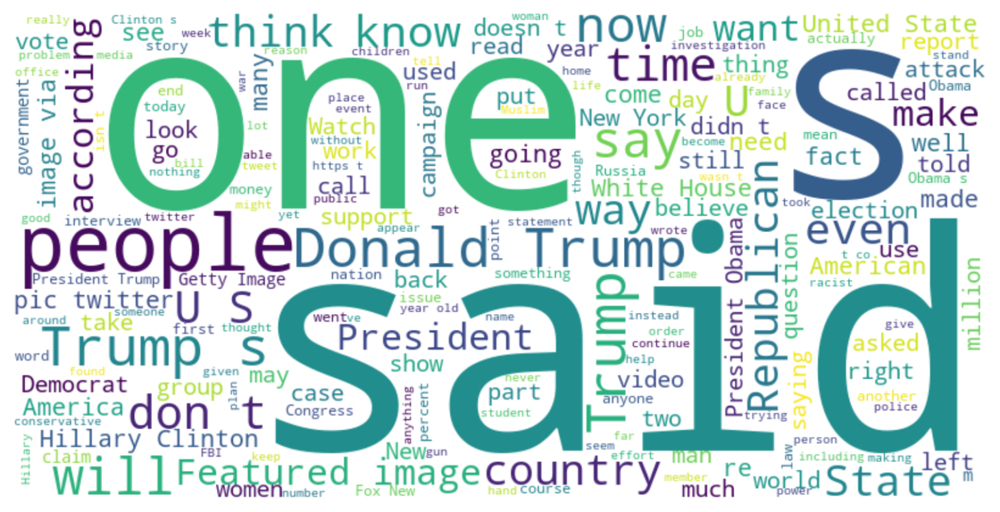 really
Clinton s
woman
vote
see
week
think know
doesn t
now
job
want
United State
problem
media
story
reason
children
read
year
investigation
actually
report
office
according
many
war
one
tell
used
run
home
time
thing
already
stand
attack
s
government
image via
isn t
end
today
look
go
bill
nothing
lot
able
tweet
money
might
place
event
Watch
without
work
https t
call
public
campaign
put
Muslim
going
Clinton
life
come
day
U
family
face
called
Obama
make
New York
didn t
say
become
need
mean
fact
well
told
though
Russia
still
wasn t
White House
Obama s
believe
took
election
made
good
interview
twitter
yet
support
got
appear
statement
way
wrote
Republican
even
people
Donald Trump
point
President Obama
question
t co
use
American
racist
President Trump
Getty Image
nation
back
something
came
million
pic twitter
U s
issue
year old
around
someone
take
first
thought
went
ve
name
Trump
instead
give
Trump s
President
order
continue
asked
word
said
show
help
saying
right
found
given
may
never
video
Democrat
group
plan
case
part
anyone
another
police
America
don t
Congress
student
two
trying
conservative
anything
percent
Hillary Clinton
far
person
Hillary
claim
FBI
keep
New
gun
seem
effort
man
law
including
making
left
will
Featured image
country
re
world
State
m
women
number
Fox New
hand
course
member
much
power